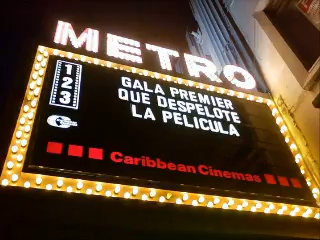 METRO
1
2
3
GALA PREMIER
QUE DESPELOTE
LA PELICULA
Caribbean Cinemas